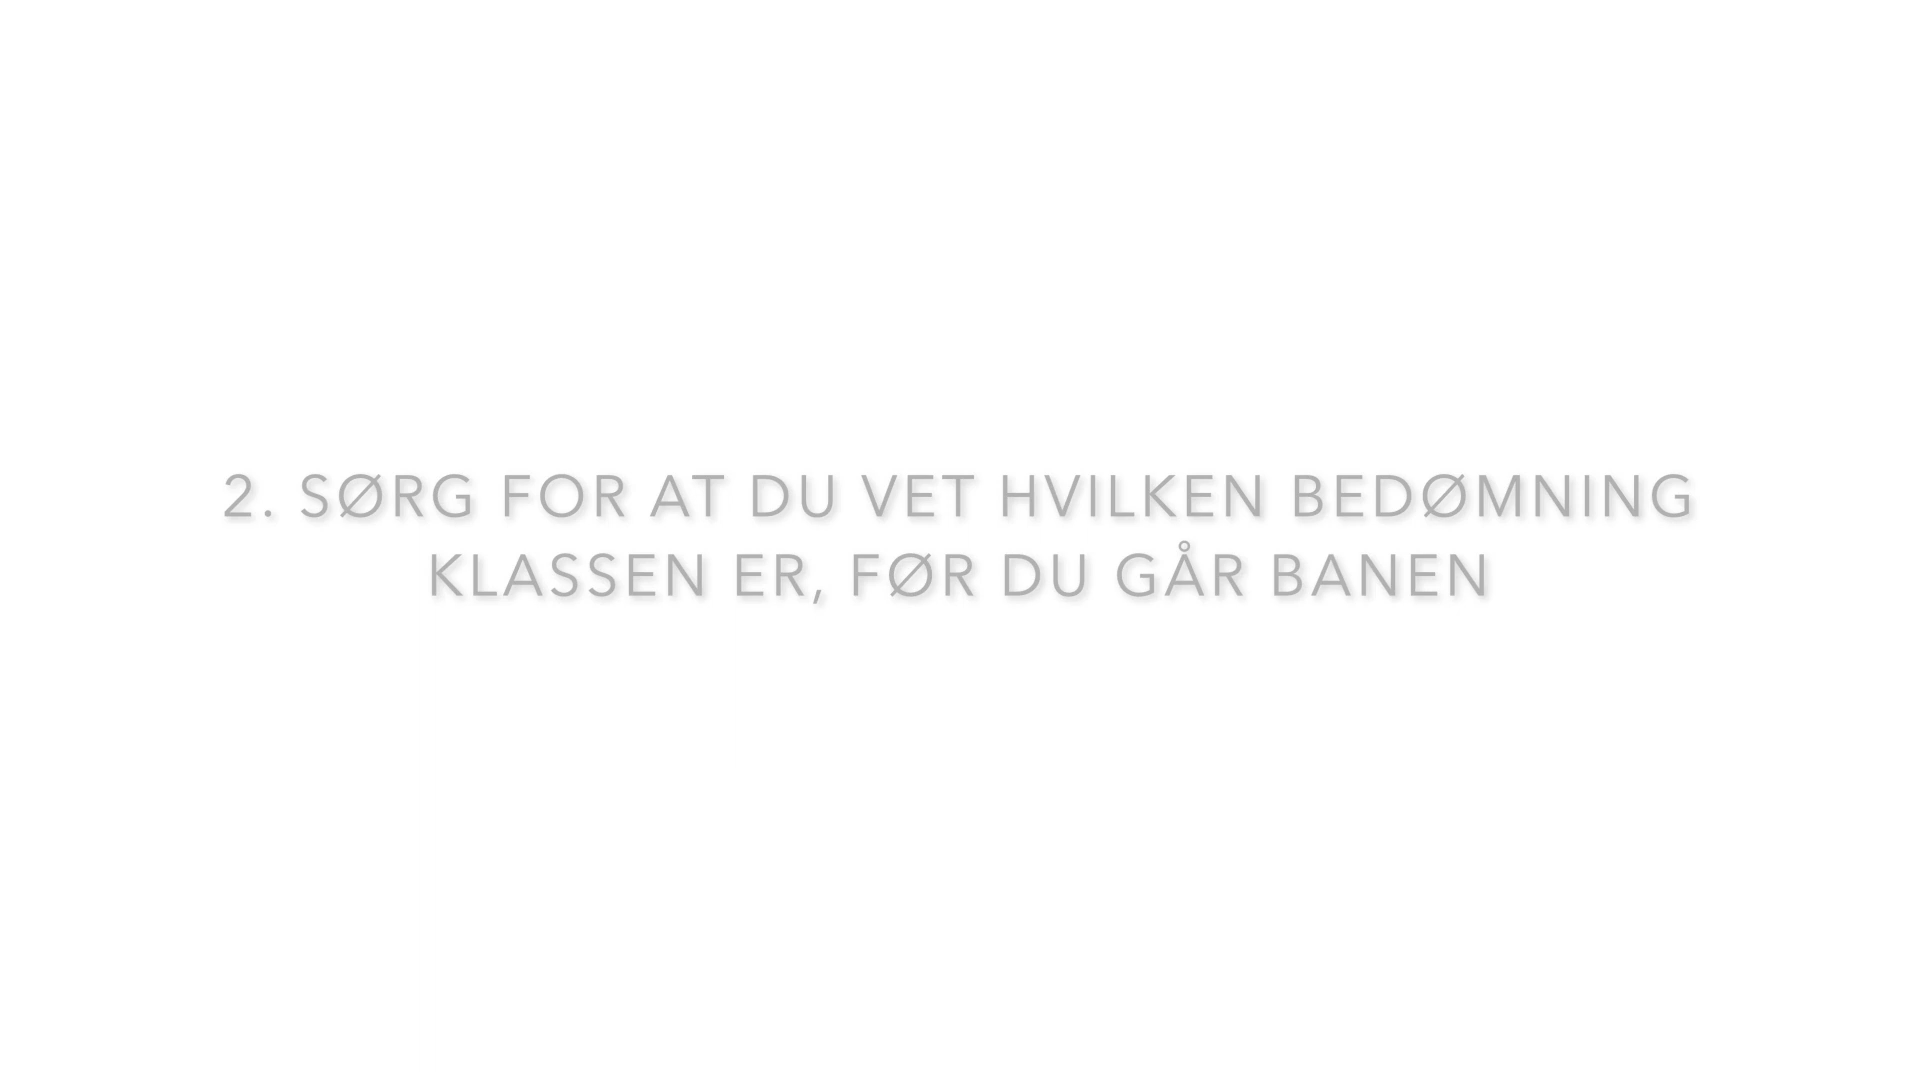 2. SØRG FOR AT DU VET HVILKEN BEDØMNING
KLASSEN ER, FØR DU GÅR BANEN